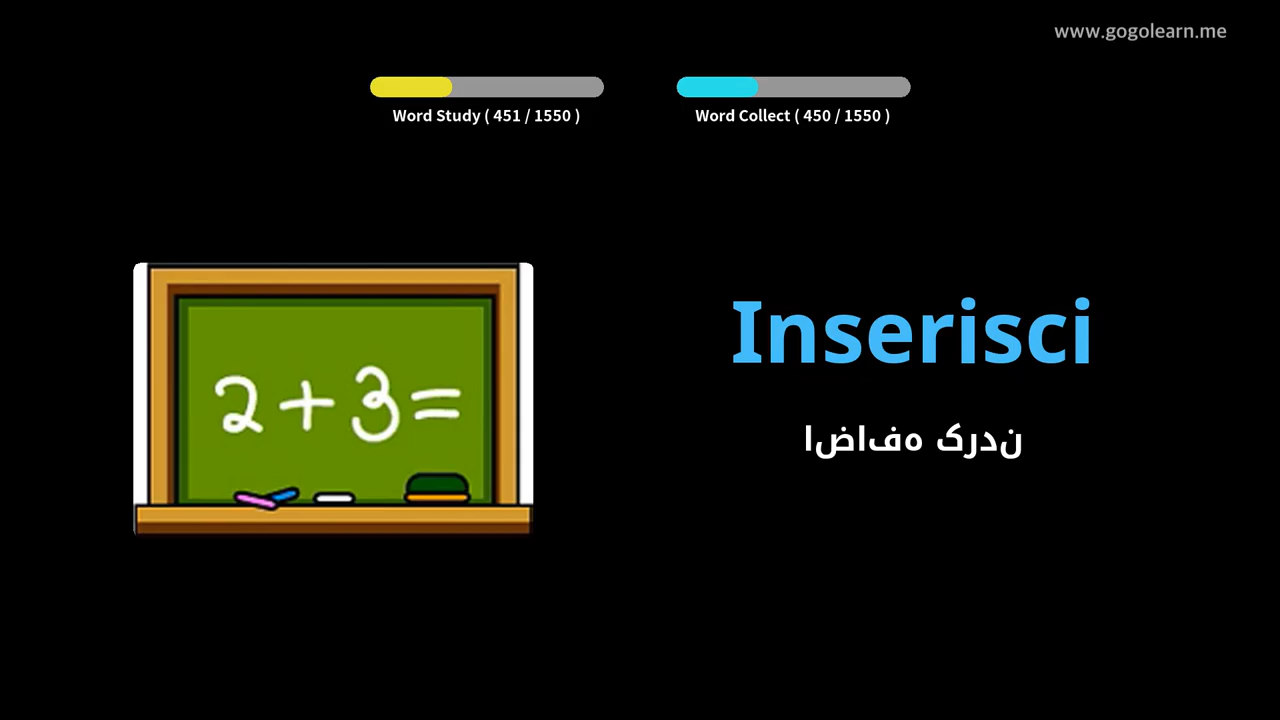 www.gogolearn.me
Word Study ( 451 / 1550 )
Word Collect ( 450 / 1550 )
2 + 3 =
Inserisci
اضافه کردن